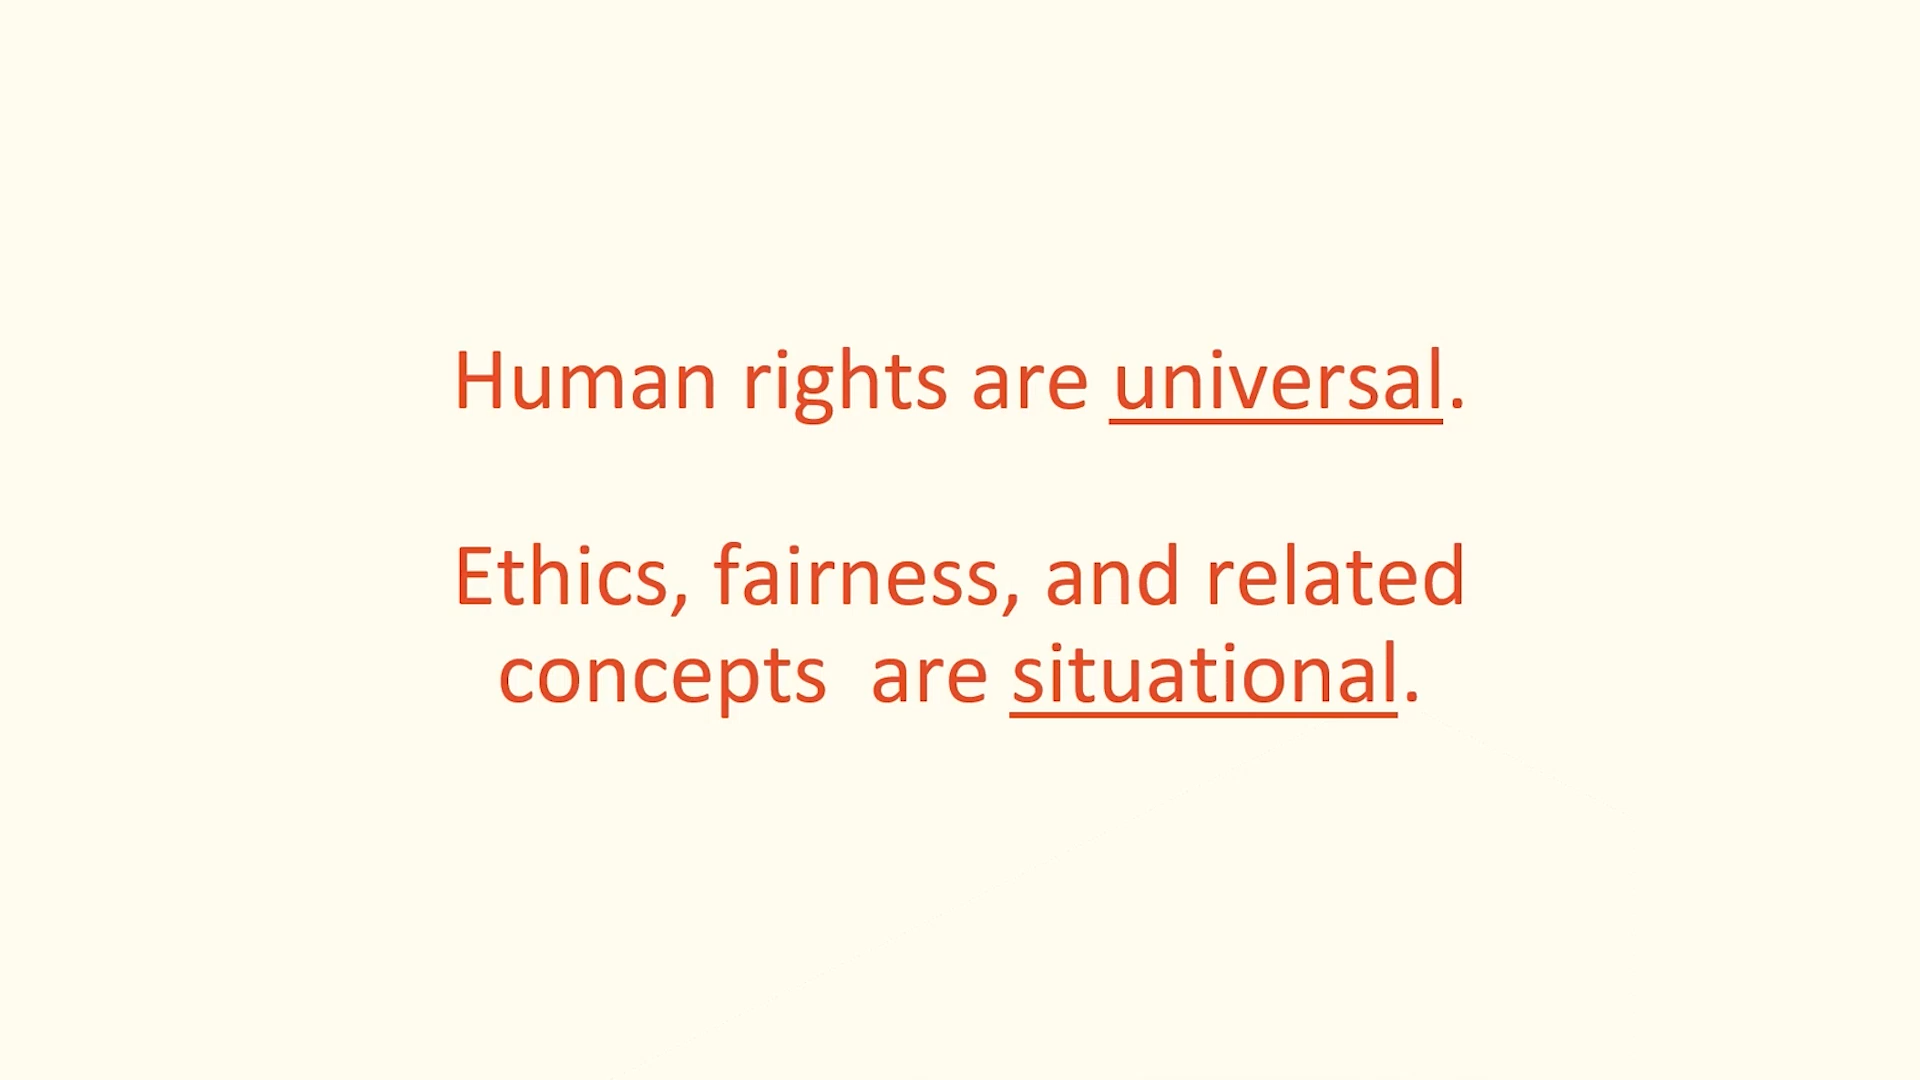 Human rights are universal.
Ethics, fairness, and related
concepts  are situational.